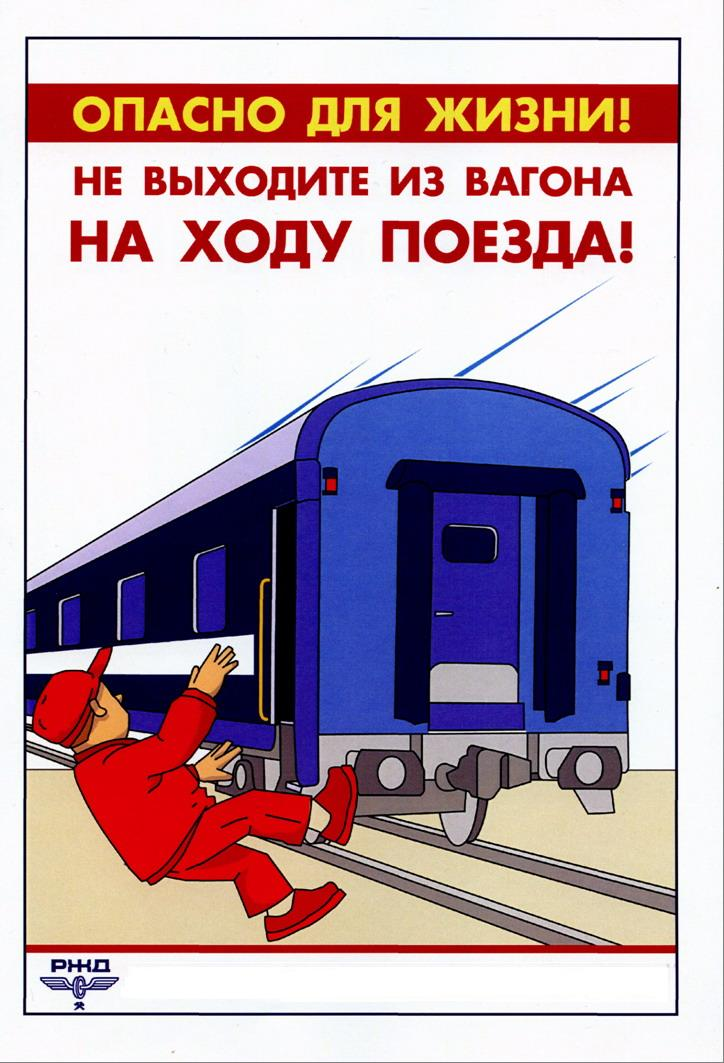 ОПАСНО ДЛЯ ЖИЗНИ!
НЕ ВЫХОДИТЕ ИЗ ВАГОНА
НА ХОДУ ПОЕЗДА!
РЖД